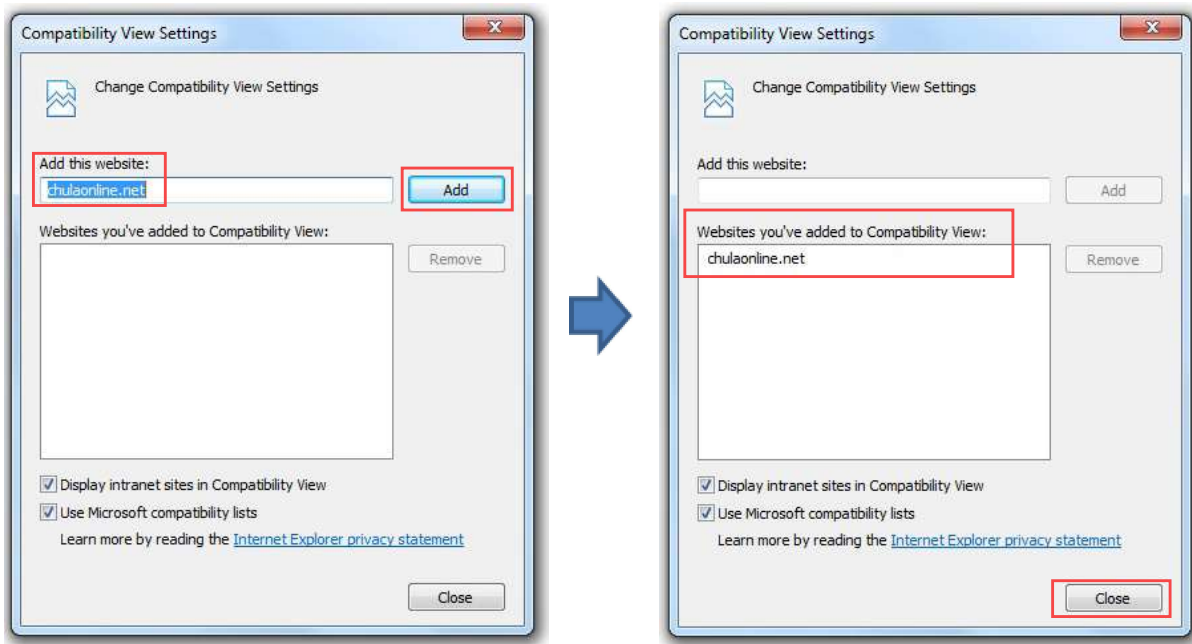 Compatibility View Settings
x
Change Compatibility View Settings
Add this website:
chulaonline.net
Add
Websites you've added to Compatibility View:
Remove
Display intranet sites in Compatibility View
Use Microsoft compatibility lists
Learn more by reading the Internet Explorer privacy statement
Close
Compatibility View Settings
x
Change Compatibility View Settings
Add this website:
Add
Websites you've added to Compatibility View:
chulaonline.net
Remove
Display intranet sites in Compatibility View
Use Microsoft compatibility lists
Learn more by reading the Internet Explorer privacy statement
Close